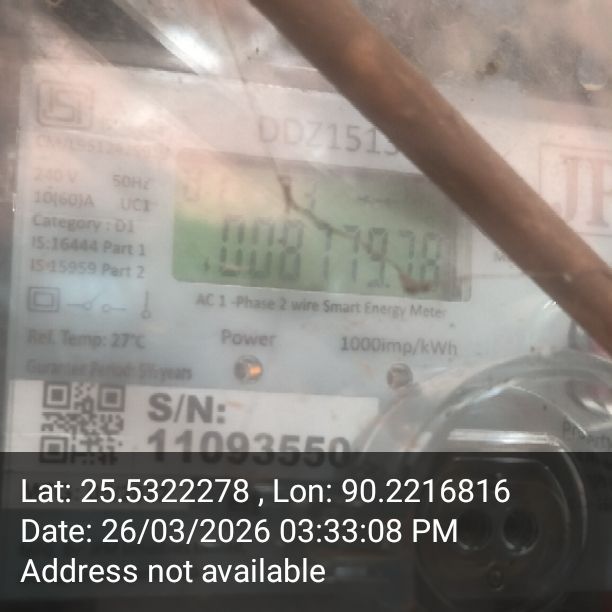 DDZ151
240 V 50HZ
10(60)A UC1
Category : D1
IS:16444 Part 1
IS:15959 Part 2
008779.78
AC 1 -Phase 2 wire Smart Energy Meter
Ref. Temp: 27°C
Power
1000imp/kWh
S/N:
11093550
Lat: 25.5322278 , Lon: 90.2216816
Date: 26/03/2026 03:33:08 PM
Address not available